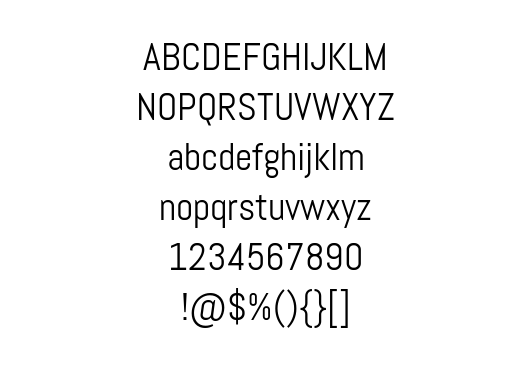 ABCDEFGHIJKLM
NOPQRSTUVWXYZ
abcdefghijklm
nopqrstuvwxyz
1234567890
!@$%(){}[]